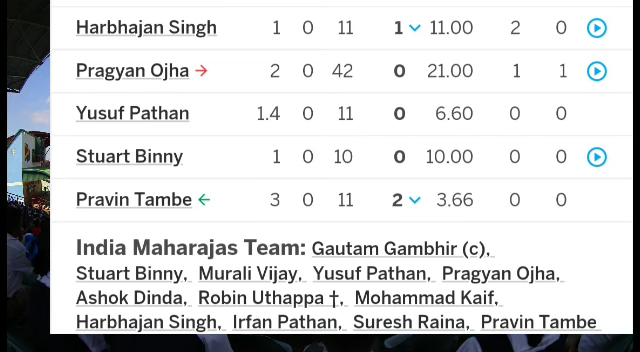 Harbhajan Singh 1 0 11 1 11.00 2 0
Pragyan Ojha → 2 0 42 0 21.00 1 1
Yusuf Pathan 1.4 0 11 0 6.60 0 0
Stuart Binny 1 0 10 0 10.00 0 0
Pravin Tambe ← 3 0 11 2 3.66 0 0
India Maharajas Team: Gautam Gambhir (c),
Stuart Binny, Murali Vijay, Yusuf Pathan, Pragyan Ojha,
Ashok Dinda, Robin Uthappa †, Mohammad Kaif,
Harbhajan Singh, Irfan Pathan, Suresh Raina, Pravin Tambe